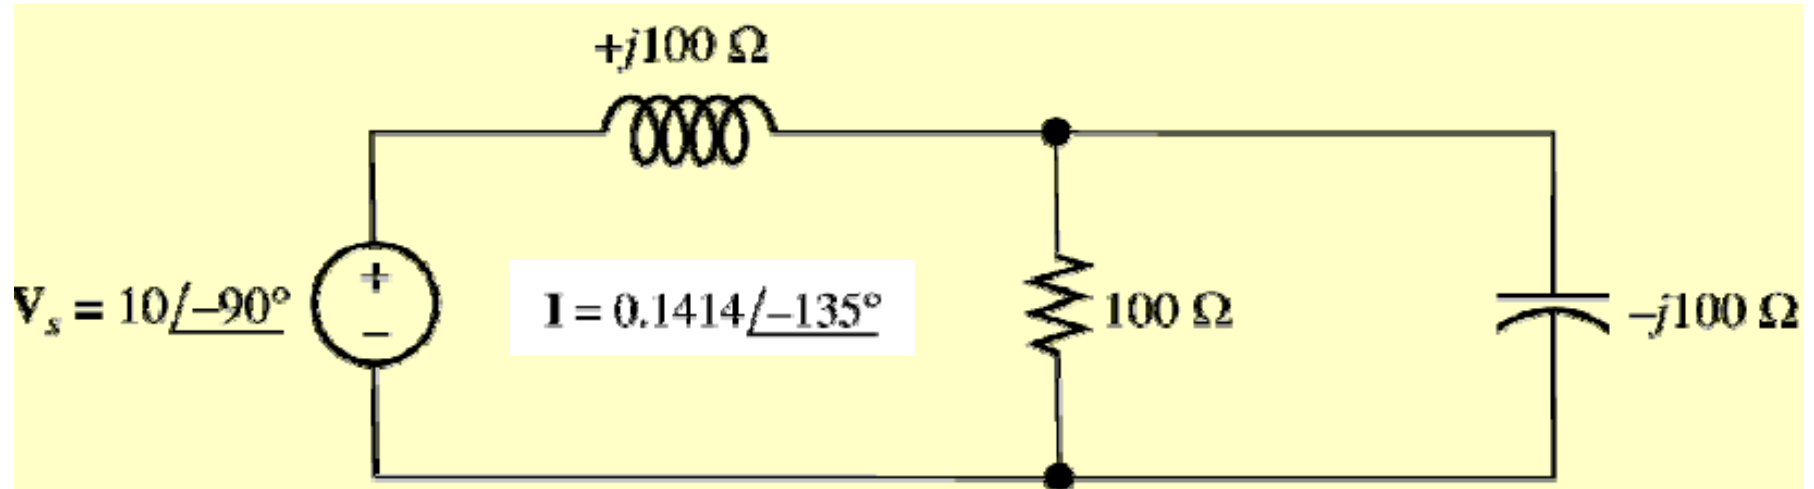 +j100 Ω
V_s = 10∠–90°
+
–
I = 0.1414∠–135°
100 Ω
–j100 Ω